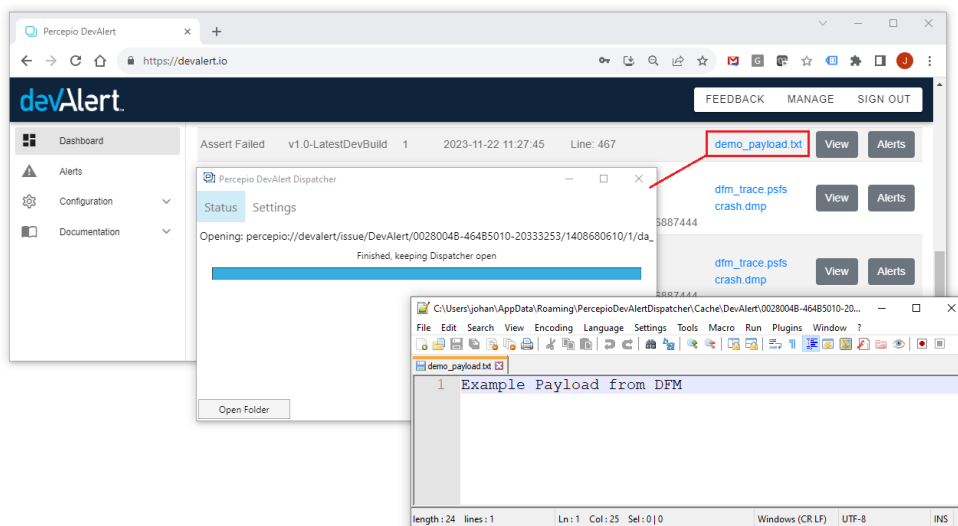 Percepio DevAlert
https://devalert.io
devAlert
FEEDBACK MANAGE SIGN OUT
Dashboard
Alerts
Configuration
Documentation
Assert Failed v1.0-LatestDevBuild 1 2023-11-22 11:27:45 Line: 467 demo_payload.txt View Alerts
dfm_trace.psfs
crash.dmp
View Alerts
6887444
dfm_trace.psfs
crash.dmp
View Alerts
Percepio DevAlert Dispatcher
Status Settings
Opening: percepio://devalert/issue/DevAlert/0028004B-464B5010-20333253/1408680610/1/da_
Finished, keeping Dispatcher open
Open Folder
C:\Users\johan\AppData\Roaming\PercepioDevAlertDispatcher\Cache\DevAlert\0028004B-464B5010-20...
File Edit Search View Encoding Language Settings Tools Macro Run Plugins Window ?
demo_payload.txt
1 Example Payload from DFM
length : 24 lines : 1 Ln : 1 Col : 25 Sel : 0 | 0 Windows (CR LF) UTF-8 INS